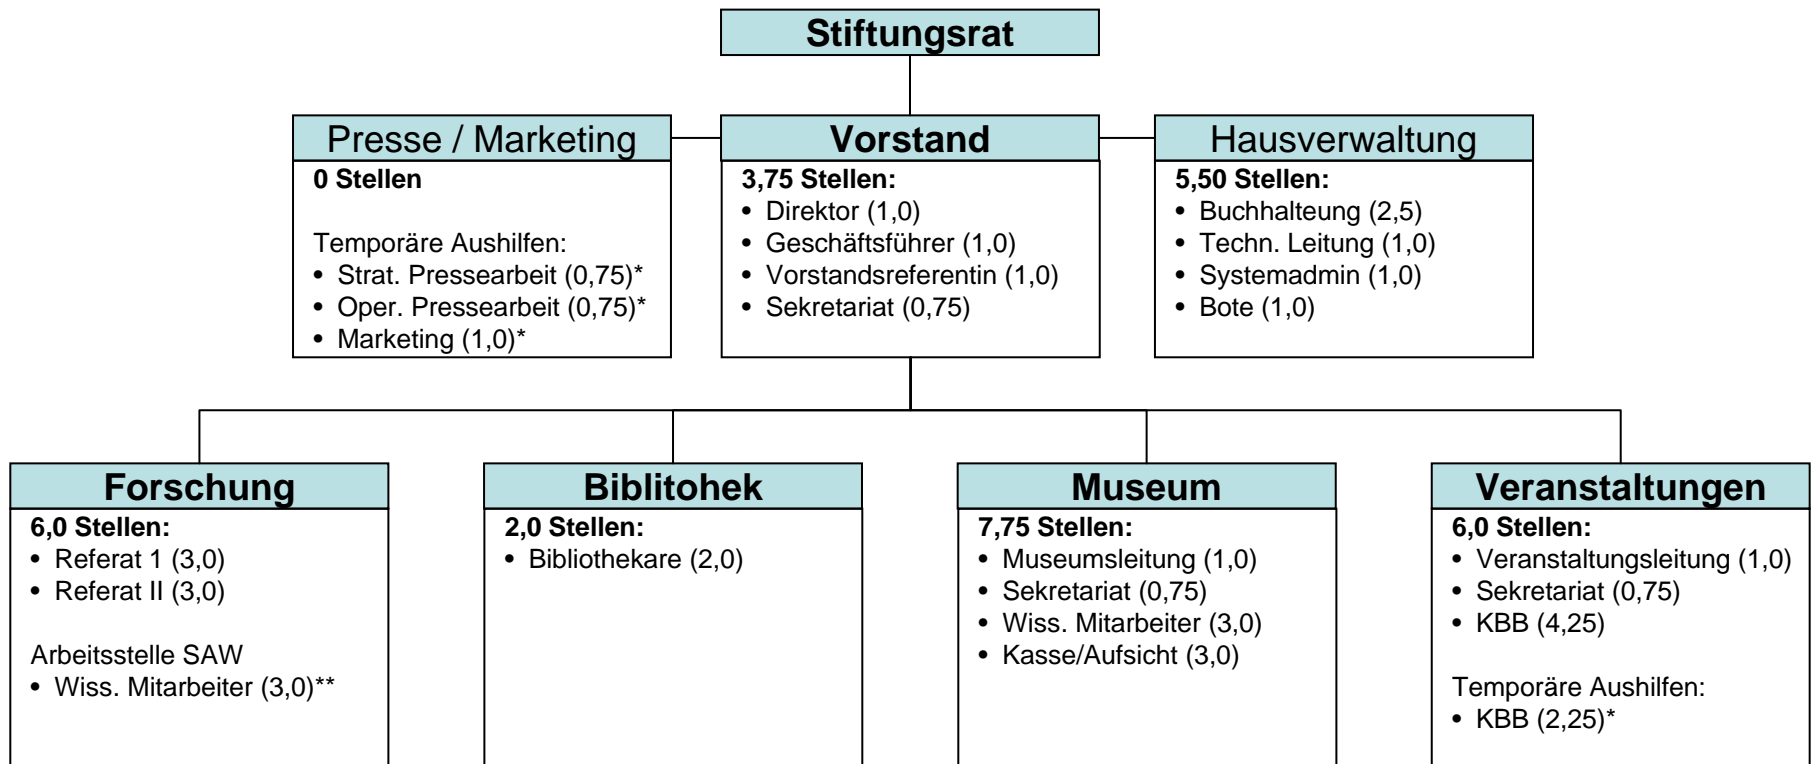 Stiftungsrat
Presse / Marketing
0 Stellen
Temporäre Aushilfen:
• Strat. Pressearbeit (0,75)*
• Oper. Pressearbeit (0,75)*
• Marketing (1,0)*
Vorstand
3,75 Stellen:
• Direktor (1,0)
• Geschäftsführer (1,0)
• Vorstandsreferentin (1,0)
• Sekretariat (0,75)
Hausverwaltung
5,50 Stellen:
• Buchhalteung (2,5)
• Techn. Leitung (1,0)
• Systemadmin (1,0)
• Bote (1,0)
Forschung
6,0 Stellen:
• Referat 1 (3,0)
• Referat II (3,0)
Arbeitsstelle SAW
• Wiss. Mitarbeiter (3,0)**
Biblitohek
2,0 Stellen:
• Bibliothekare (2,0)
Museum
7,75 Stellen:
• Museumsleitung (1,0)
• Sekretariat (0,75)
• Wiss. Mitarbeiter (3,0)
• Kasse/Aufsicht (3,0)
Veranstaltungen
6,0 Stellen:
• Veranstaltungsleitung (1,0)
• Sekretariat (0,75)
• KBB (4,25)
Temporäre Aushilfen:
• KBB (2,25)*